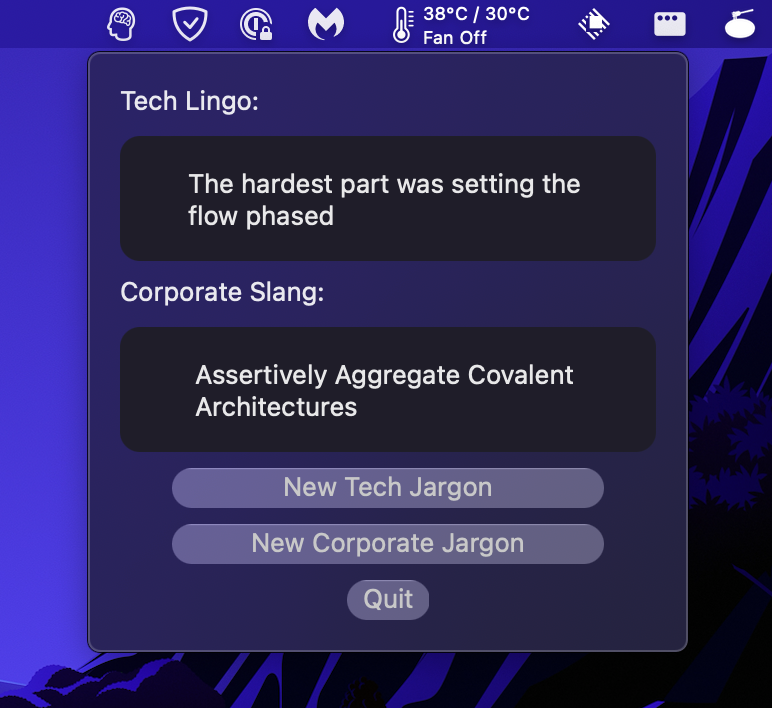 38°C / 30°C
Fan Off
Tech Lingo:
The hardest part was setting the
flow phased
Corporate Slang:
Assertively Aggregate Covalent
Architectures
New Tech Jargon
New Corporate Jargon
Quit